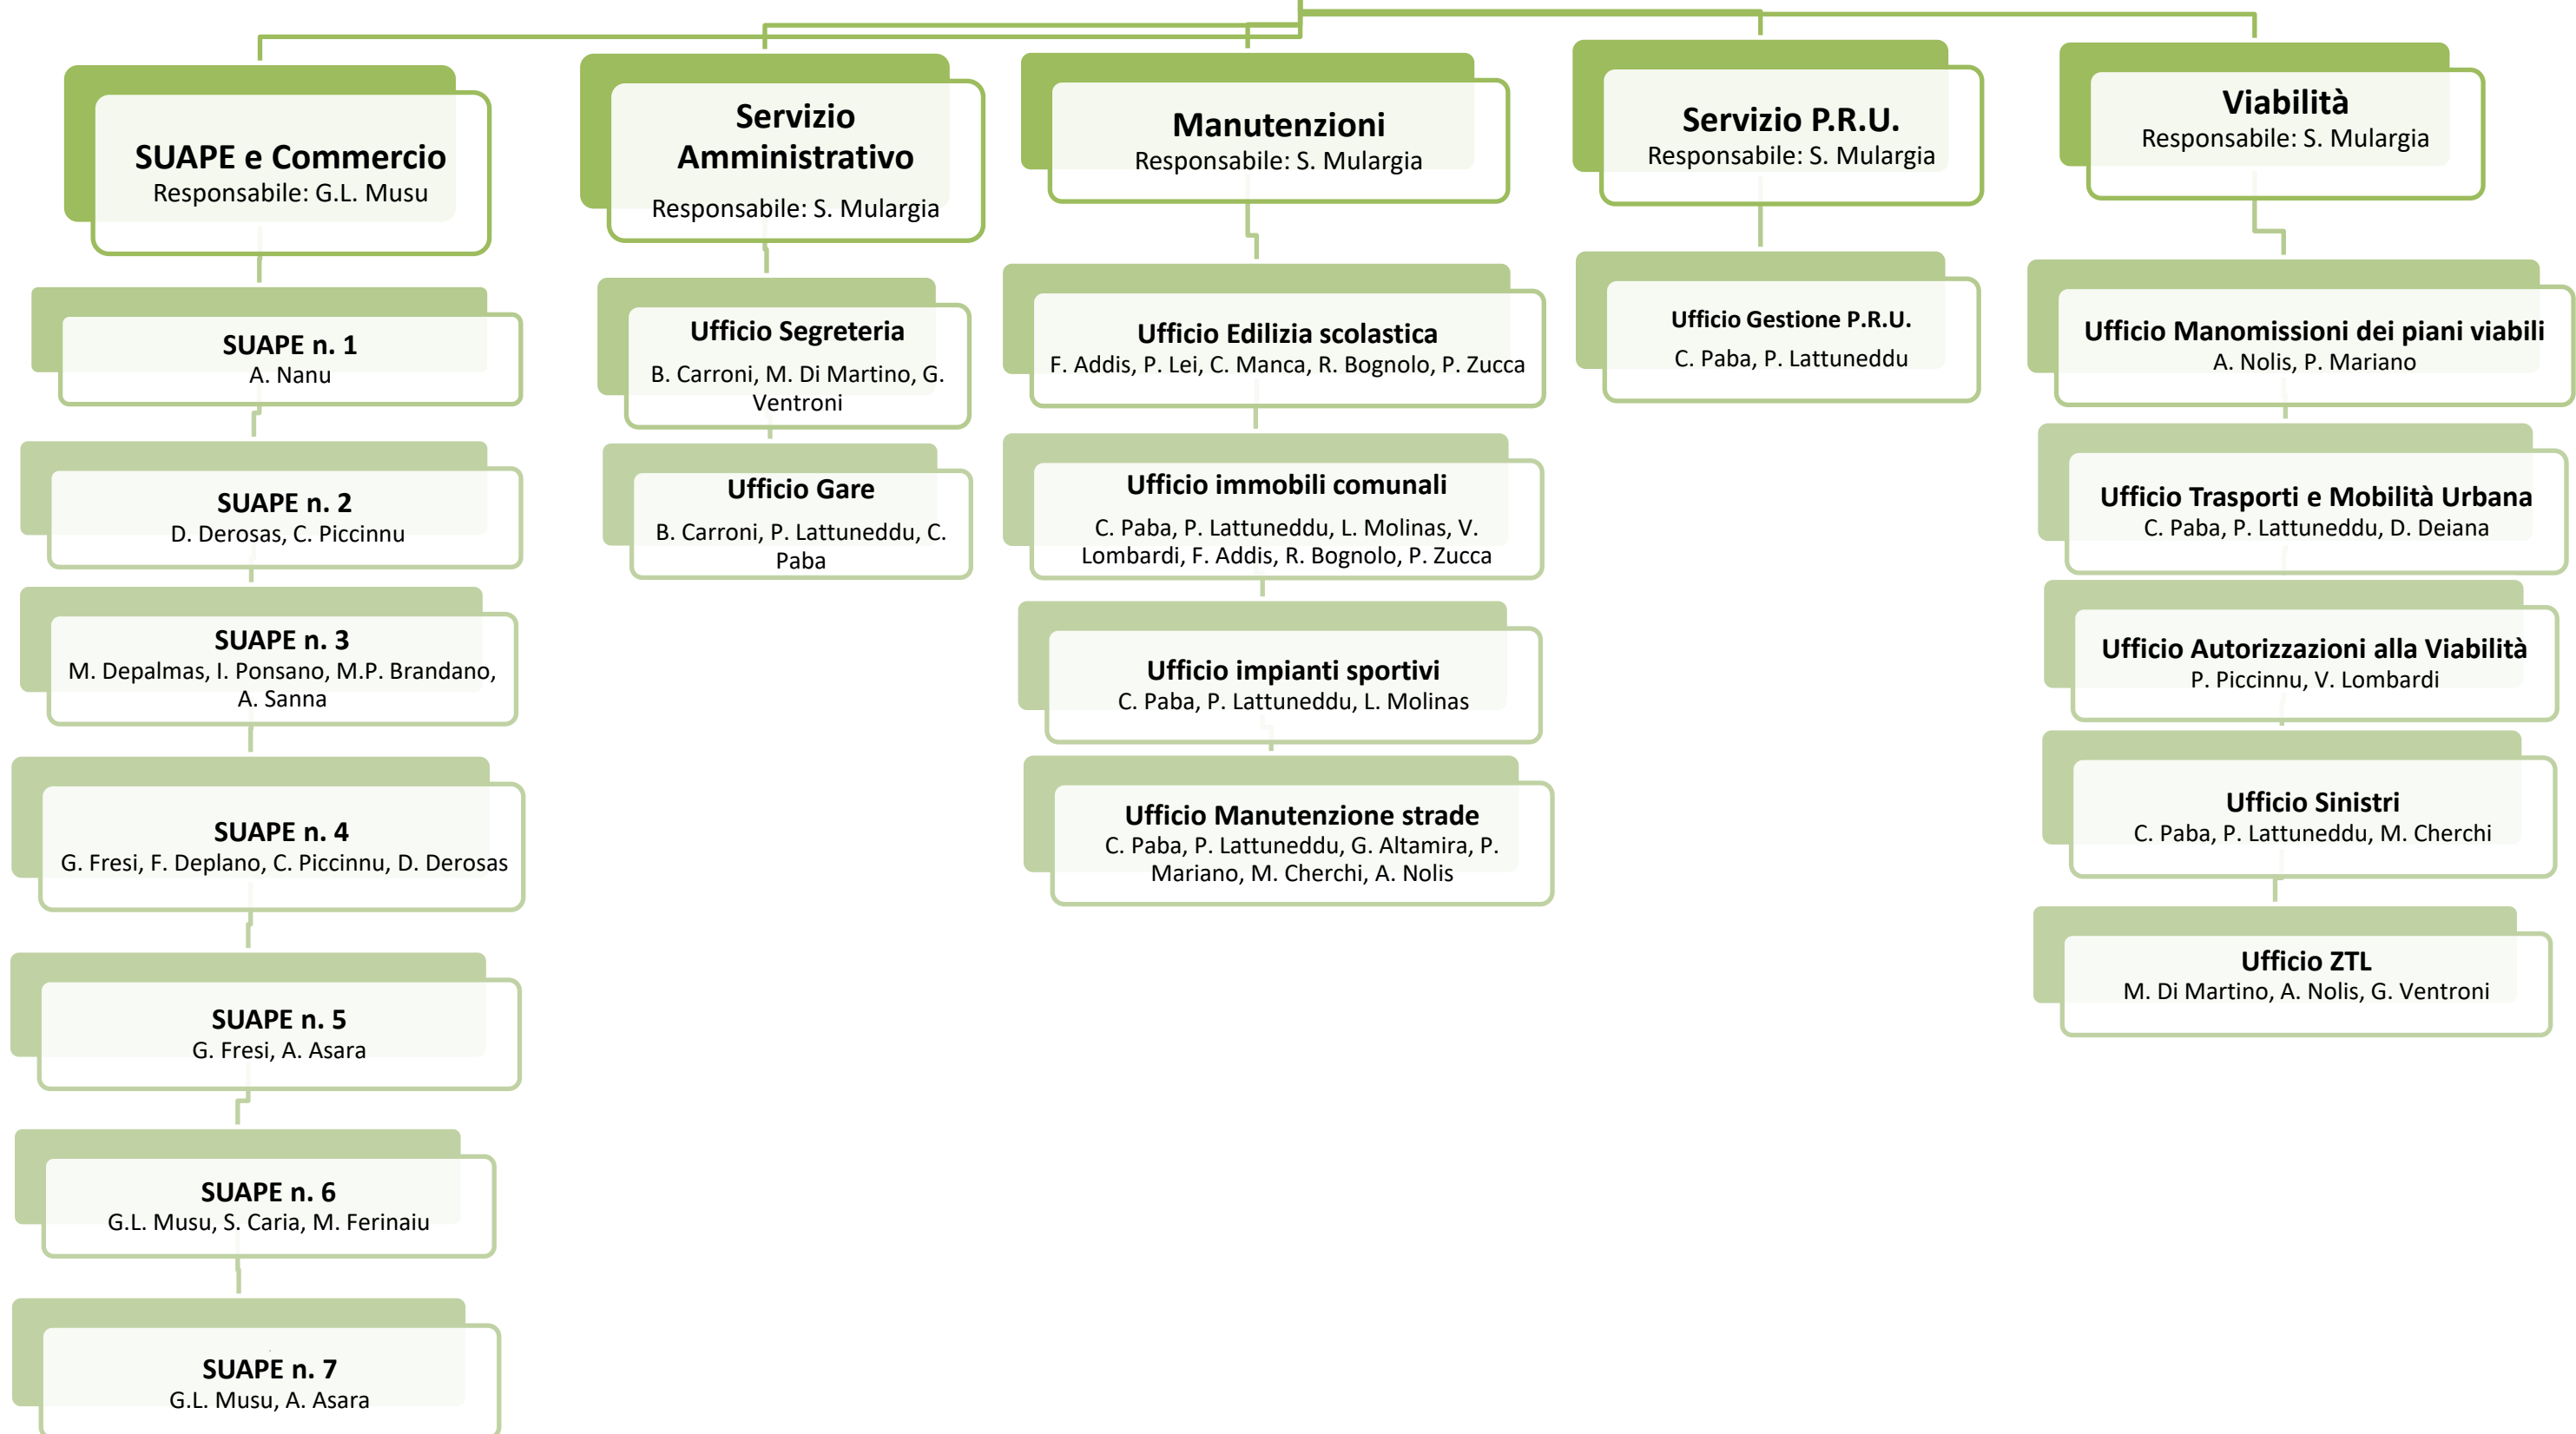 SUAPE e Commercio
Responsabile: G.L. Musu
SUAPE n. 1
A. Nanu
SUAPE n. 2
D. Derosas, C. Piccinnu
SUAPE n. 3
M. Depalmas, I. Ponsano, M.P. Brandano,
A. Sanna
SUAPE n. 4
G. Fresi, F. Deplano, C. Piccinnu, D. Derosas
SUAPE n. 5
G. Fresi, A. Asara
SUAPE n. 6
G.L. Musu, S. Caria, M. Ferinaiu
SUAPE n. 7
G.L. Musu, A. Asara
Servizio
Amministrativo
Responsabile: S. Mulargia
Ufficio Segreteria
B. Carroni, M. Di Martino, G.
Ventroni
Ufficio Gare
B. Carroni, P. Lattuneddu, C.
Paba
Manutenzioni
Responsabile: S. Mulargia
Ufficio Edilizia scolastica
F. Addis, P. Lei, C. Manca, R. Bognolo, P. Zucca
Ufficio immobili comunali
C. Paba, P. Lattuneddu, L. Molinas, V.
Lombardi, F. Addis, R. Bognolo, P. Zucca
Ufficio impianti sportivi
C. Paba, P. Lattuneddu, L. Molinas
Ufficio Manutenzione strade
C. Paba, P. Lattuneddu, G. Altamira, P.
Mariano, M. Cherchi, A. Nolis
Servizio P.R.U.
Responsabile: S. Mulargia
Ufficio Gestione P.R.U.
C. Paba, P. Lattuneddu
Viabilità
Responsabile: S. Mulargia
Ufficio Manomissioni dei piani viabili
A. Nolis, P. Mariano
Ufficio Trasporti e Mobilità Urbana
C. Paba, P. Lattuneddu, D. Deiana
Ufficio Autorizzazioni alla Viabilità
P. Piccinnu, V. Lombardi
Ufficio Sinistri
C. Paba, P. Lattuneddu, M. Cherchi
Ufficio ZTL
M. Di Martino, A. Nolis, G. Ventroni